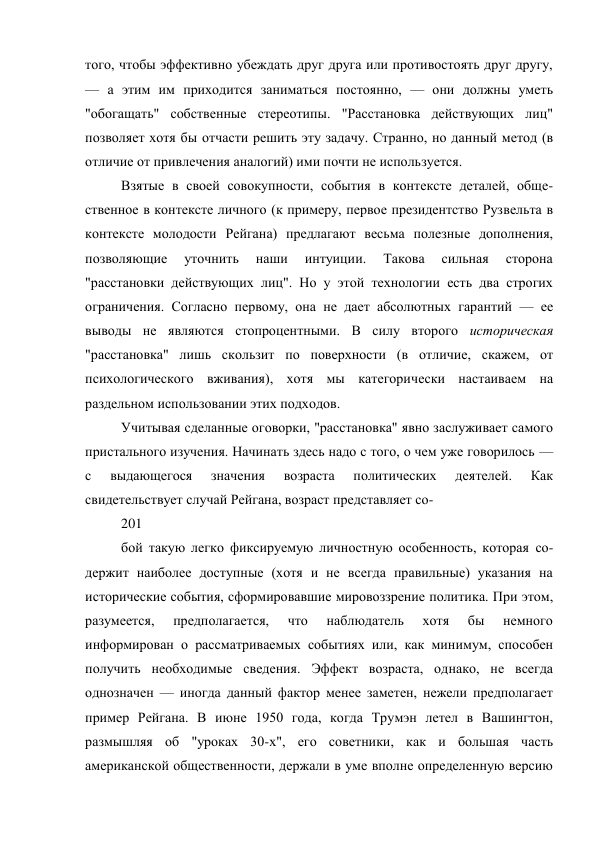 того, чтобы эффективно убеждать друг друга или противостоять друг другу,
— а этим им приходится заниматься постоянно, — они должны уметь
"обогащать" собственные стереотипы. "Расстановка действующих лиц"
позволяет хотя бы отчасти решить эту задачу. Странно, но данный метод (в
отличие от привлечения аналогий) ими почти не используется.
Взятые в своей совокупности, события в контексте деталей, обще-
ственное в контексте личного (к примеру, первое президентство Рузвельта в
контексте молодости Рейгана) предлагают весьма полезные дополнения,
позволяющие уточнить наши интуиции. Такова сильная сторона
"расстановки действующих лиц". Но у этой технологии есть два строгих
ограничения. Согласно первому, она не дает абсолютных гарантий — ее
выводы не являются стопроцентными. В силу второго историческая
"расстановка" лишь скользит по поверхности (в отличие, скажем, от
психологического вживания), хотя мы категорически настаиваем на
раздельном использовании этих подходов.
Учитывая сделанные оговорки, "расстановка" явно заслуживает самого
пристального изучения. Начинать здесь надо с того, о чем уже говорилось —
с выдающегося значения возраста политических деятелей. Как
свидетельствует случай Рейгана, возраст представляет со-
201
бой такую легко фиксируемую личностную особенность, которая со-
держит наиболее доступные (хотя и не всегда правильные) указания на
исторические события, сформировавшие мировоззрение политика. При этом,
разумеется, предполагается, что наблюдатель хотя бы немного
информирован о рассматриваемых событиях или, как минимум, способен
получить необходимые сведения. Эффект возраста, однако, не всегда
однозначен — иногда данный фактор менее заметен, нежели предполагает
пример Рейгана. В июне 1950 года, когда Трумэн летел в Вашингтон,
размышляя об "уроках 30-х", его советники, как и большая часть
американской общественности, держали в уме вполне определенную версию